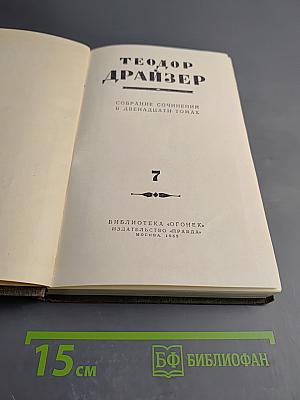 ТЕОДОР
ДРАЙЗЕР
СОБРАНИЕ СОЧИНЕНИЙ
В ДВЕНАДЦАТИ ТОМАХ
7
БИБЛИОТЕКА «ОГОНЕК»
ИЗДАТЕЛЬСТВО «ПРАВДА»
МОСКВА
15 см
БФ БИБЛИОФАН